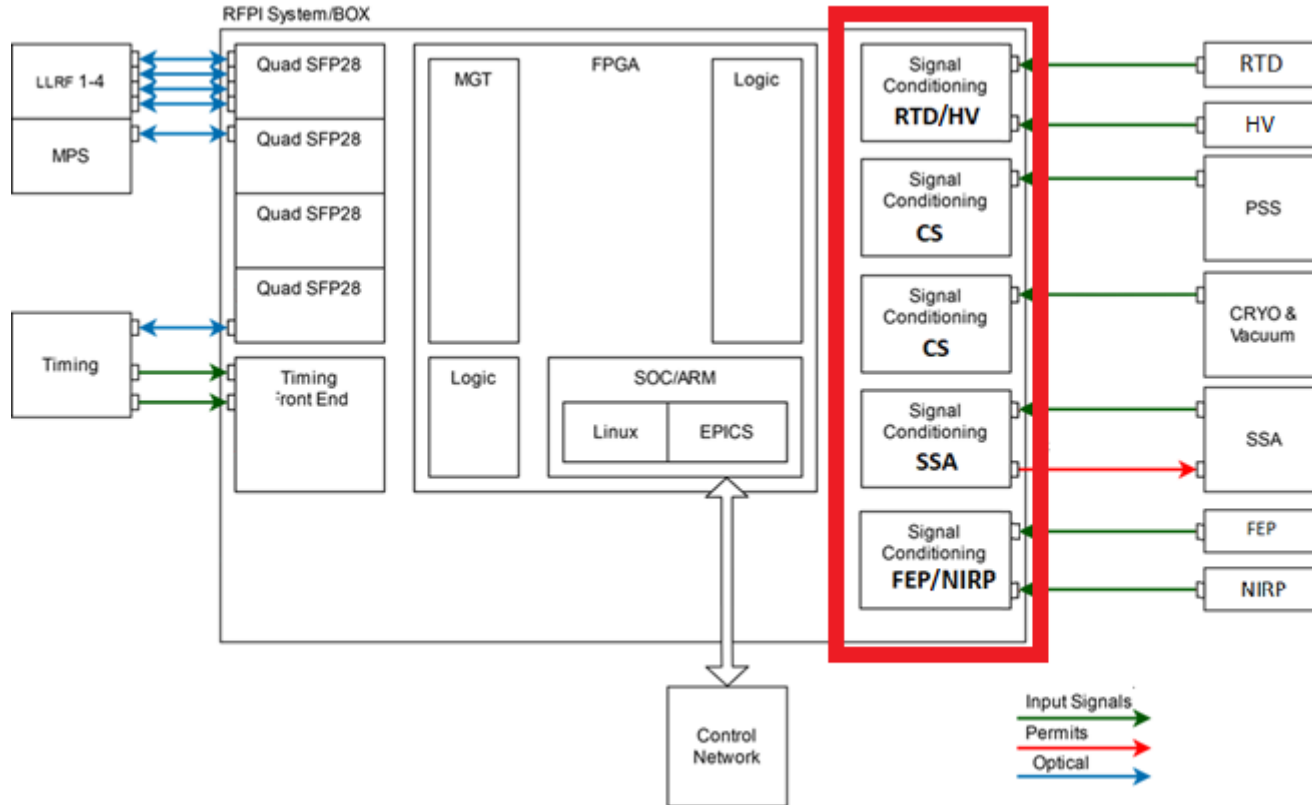 RFPI System/BOX
LLRF 1-4
MPS
Timing
Quad SFP28
Quad SFP28
Quad SFP28
Quad SFP28
Timing
Front End
FPGA
MGT
Logic
Logic
SOC/ARM
Linux
EPICS
Signal
Conditioning
RTD/HV
Signal
Conditioning
CS
Signal
Conditioning
CS
Signal
Conditioning
SSA
Signal
Conditioning
FEP/NIRP
RTD
HV
PSS
CRYO &
Vacuum
SSA
FEP
NIRP
Control
Network
Input Signals
Permits
Optical